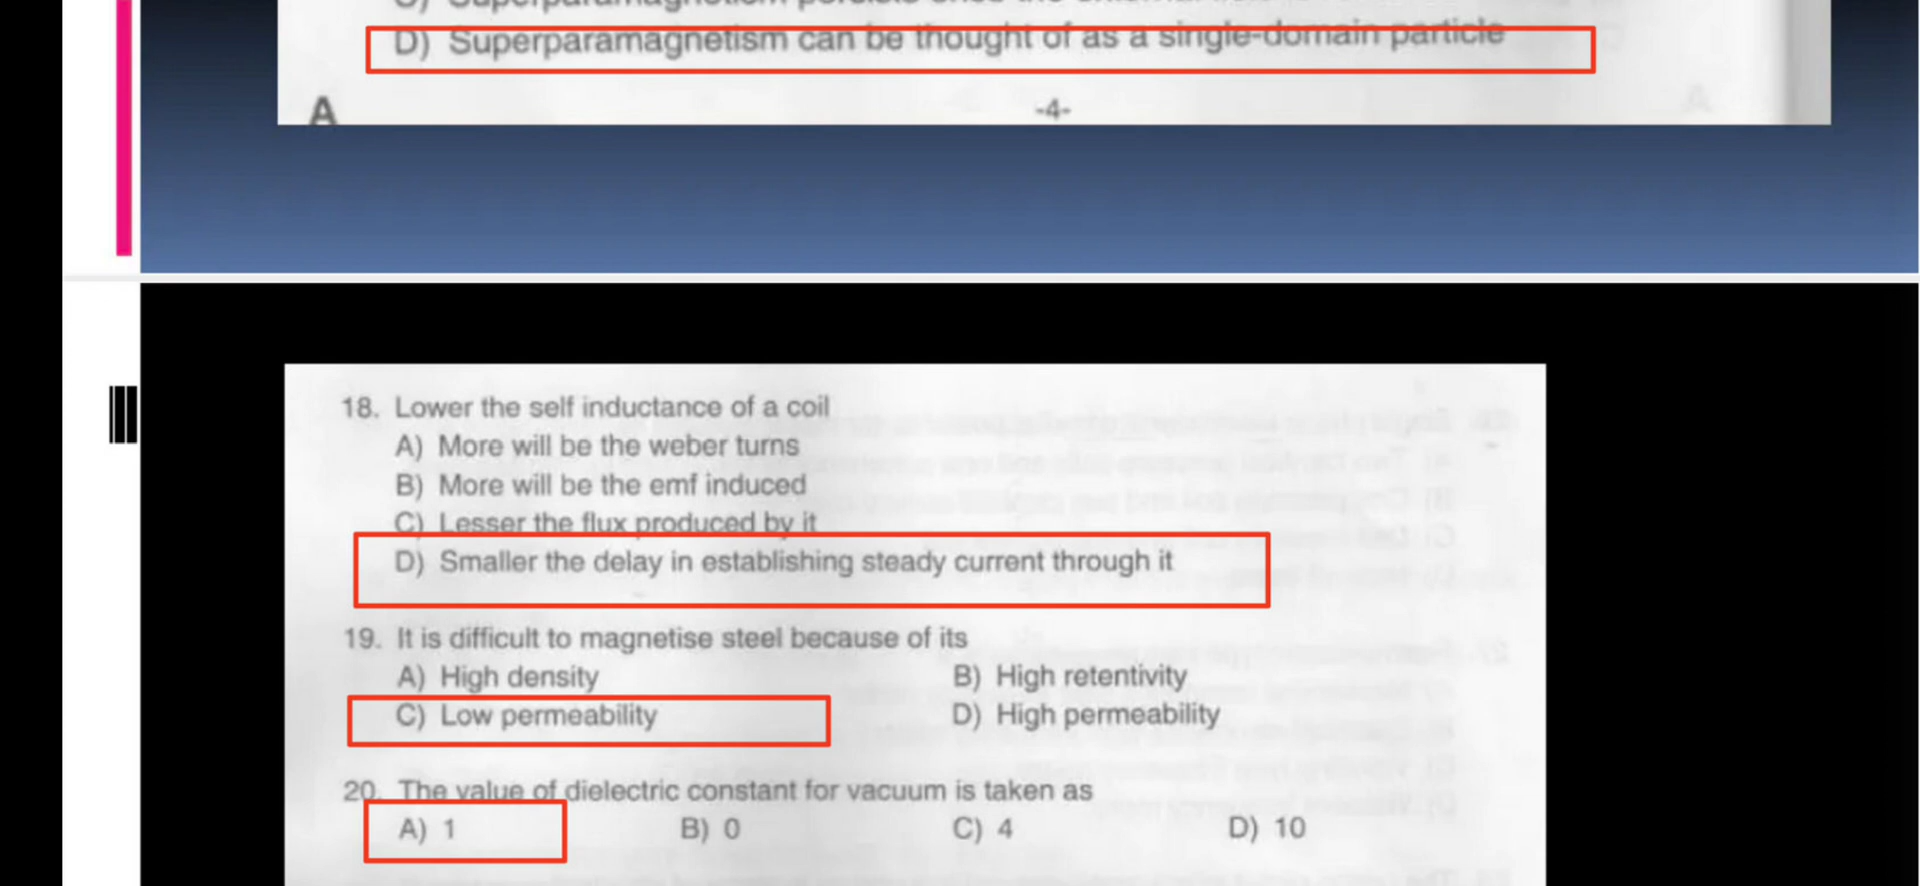 D) Superparamagnetism can be thought of as a single-domain particle
A
-4-
18. Lower the self inductance of a coil
A) More will be the weber turns
B) More will be the emf induced
C) Lesser the flux produced by it
D) Smaller the delay in establishing steady current through it
19. It is difficult to magnetise steel because of its
A) High density B) High retentivity
C) Low permeability D) High permeability
20. The value of dielectric constant for vacuum is taken as
A) 1 B) 0 C) 4 D) 10